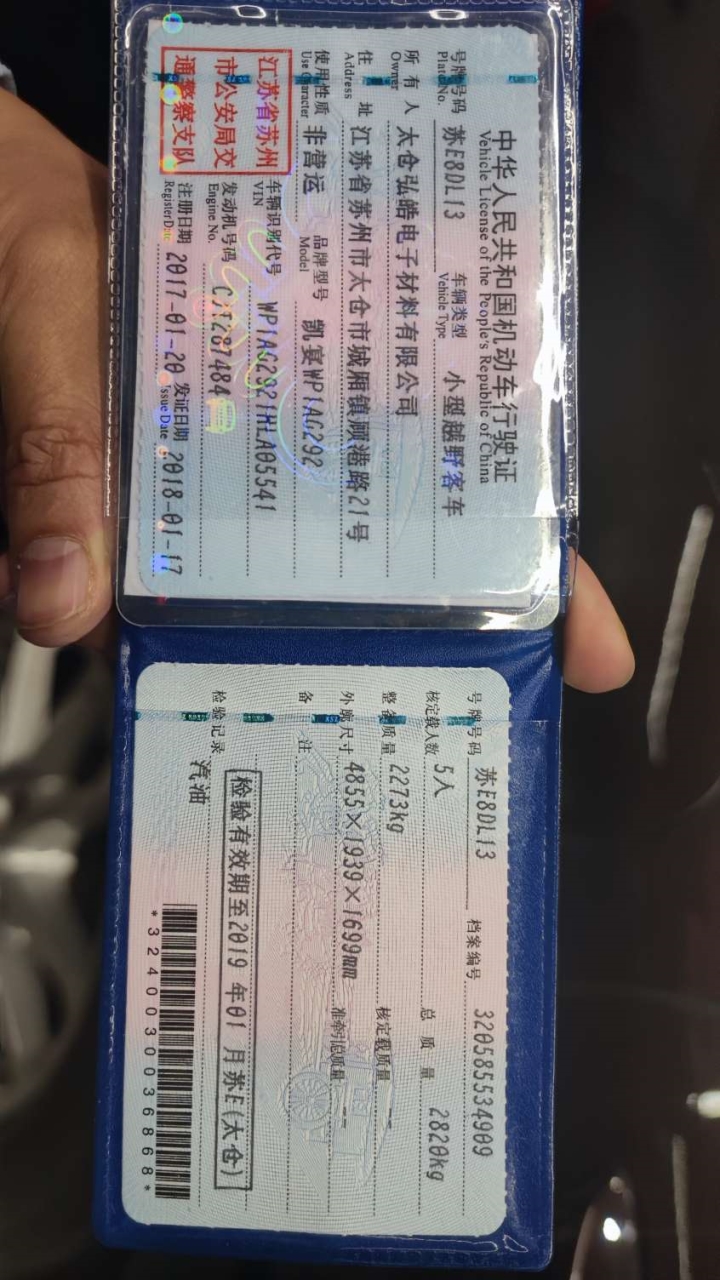 中华人民共和国机动车行驶证
Vehicle License of the People's Republic of China
号牌号码 苏E8DL13 车辆类型 小型越野客车
Plate No. Vehicle Type
所有人 太仓弘皓电子材料有限公司
Owner
住址 江苏省苏州市太仓市城厢镇顾港路21号
Address
使用性质 非营运 品牌型号 凯宴WP1AG292
Use Character Model
江苏省苏州
市公安局交
通警察支队
车辆识别代号 WP1AG2921HLA05541
VIN
发动机号码 CJT297484
Engine No.
注册日期 2017-01-20 发证日期 2018-01-17
Register Date Issue Date
号牌号码 苏E8DL13 档案编号 320585534909
核定载人数 5人 总质量 2820kg
整备质量 2273kg 核定载质量 --
外廓尺寸 4855×1939×1699mm 准牵引总质量 --
备注
检验有效期至2019年01月苏E(太仓)
检验记录 汽油
*3240030036868*